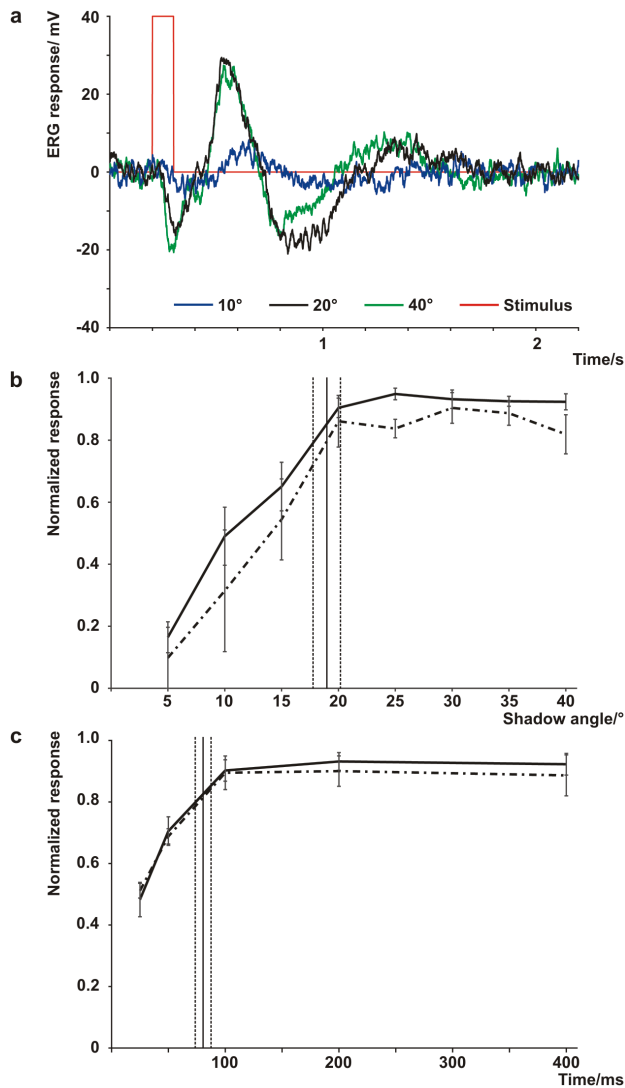 a
ERG response/ mV
40
20
0
-20
-40
10° 20° 40° Stimulus
1 2
Time/s
b
Normalized response
1.0
0.8
0.6
0.4
0.2
0
5 10 15 20 25 30 35 40
Shadow angle/°
c
Normalized response
1.0
0.8
0.6
0.4
0.2
0
100 200 300 400
Time/ms